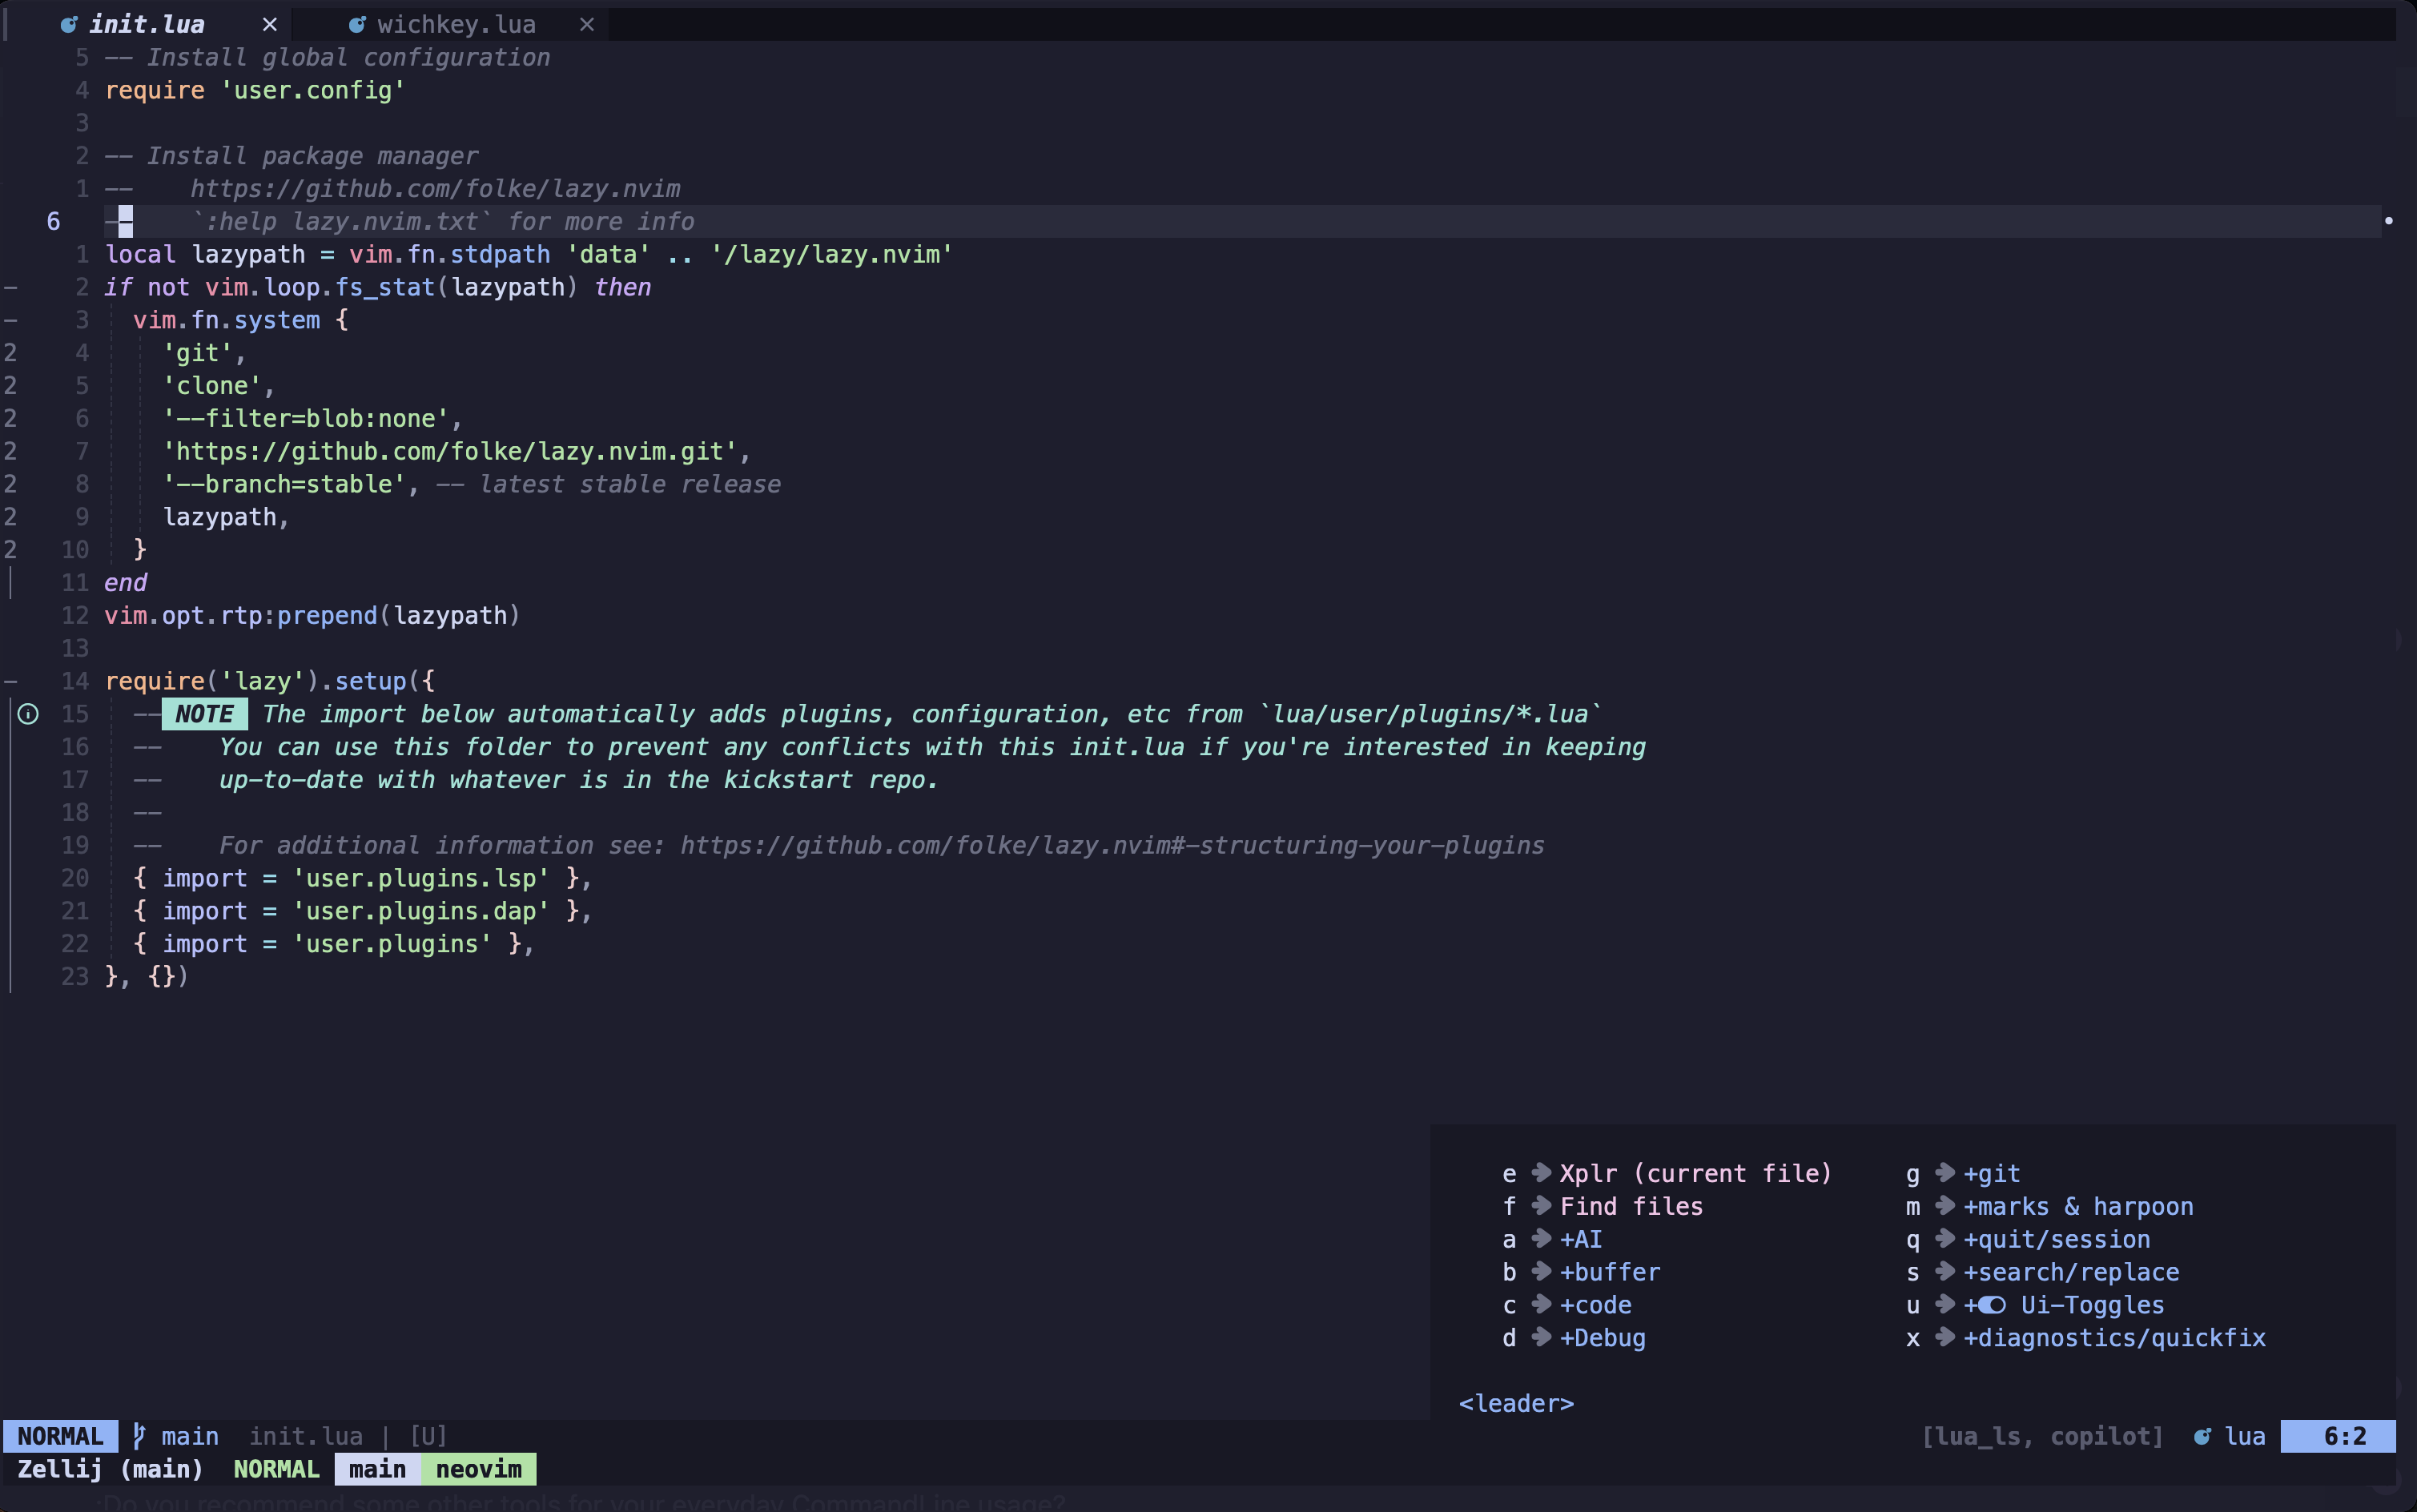 init.lua × wichkey.lua ×
5 -- Install global configuration
4 require 'user.config'
3
2 -- Install package manager
1 --    https://github.com/folke/lazy.nvim
6 --    `:help lazy.nvim.txt` for more info
1 local lazypath = vim.fn.stdpath 'data' .. '/lazy/lazy.nvim'
- 2 if not vim.loop.fs_stat(lazypath) then
- 3   vim.fn.system {
2 4     'git',
2 5     'clone',
2 6     '--filter=blob:none',
2 7     'https://github.com/folke/lazy.nvim.git',
2 8     '--branch=stable', -- latest stable release
2 9     lazypath,
2 10   }
11 end
12 vim.opt.rtp:prepend(lazypath)
13
- 14 require('lazy').setup({
15   -- NOTE The import below automatically adds plugins, configuration, etc from `lua/user/plugins/*.lua`
16   --    You can use this folder to prevent any conflicts with this init.lua if you're interested in keeping
17   --    up-to-date with whatever is in the kickstart repo.
18   --
19   --    For additional information see: https://github.com/folke/lazy.nvim#-structuring-your-plugins
20   { import = 'user.plugins.lsp' },
21   { import = 'user.plugins.dap' },
22   { import = 'user.plugins' },
23 }, {})
e ➔ Xplr (current file) g ➔ +git
f ➔ Find files m ➔ +marks & harpoon
a ➔ +AI q ➔ +quit/session
b ➔ +buffer s ➔ +search/replace
c ➔ +code u ➔ + Ui-Toggles
d ➔ +Debug x ➔ +diagnostics/quickfix
<leader>
NORMAL main init.lua | [U] [lua_ls, copilot] lua 6:2
Zellij (main) NORMAL main neovim
Do you recommend some other tools for your everyday CommandLine usage?